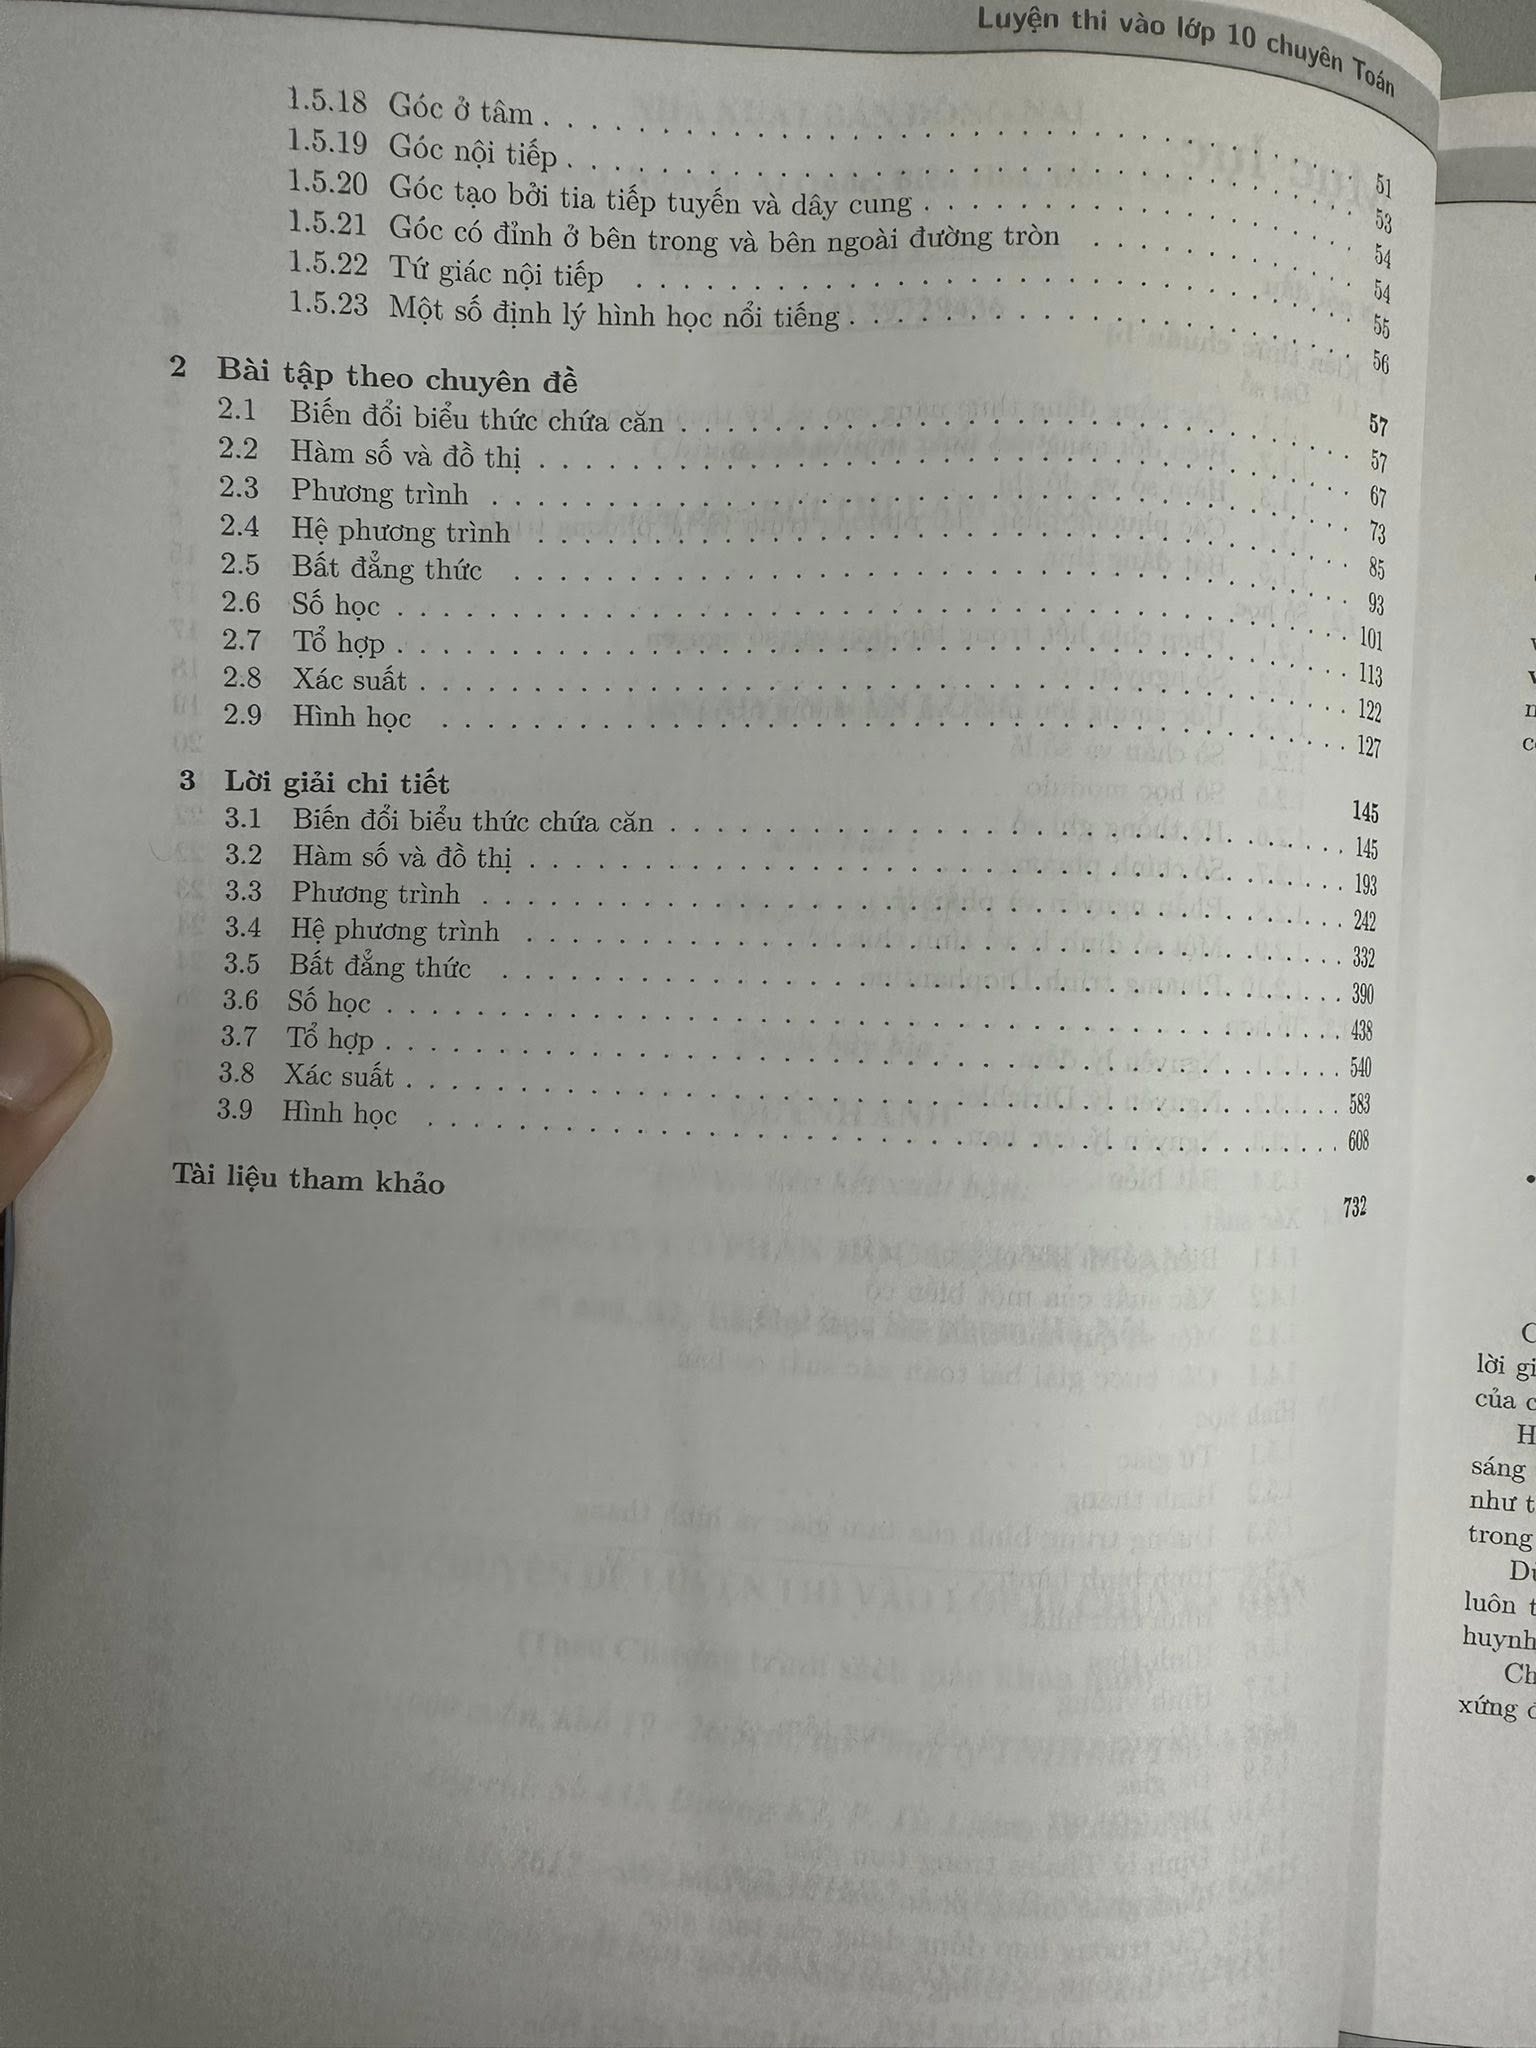 Luyện thi vào lớp 10 chuyên Toán
1.5.18 Góc ở tâm . . . . . . . . . . 51
1.5.19 Góc nội tiếp . . . . . . . . . . 53
1.5.20 Góc tạo bởi tia tiếp tuyến và dây cung . . . . . . . . . . 54
1.5.21 Góc có đỉnh ở bên trong và bên ngoài đường tròn . . . . . . . . . . 54
1.5.22 Tứ giác nội tiếp . . . . . . . . . . 55
1.5.23 Một số định lý hình học nổi tiếng . . . . . . . . . . 56
2 Bài tập theo chuyên đề 57
2.1 Biến đổi biểu thức chứa căn . . . . . . . . . . 57
2.2 Hàm số và đồ thị . . . . . . . . . . 67
2.3 Phương trình . . . . . . . . . . 73
2.4 Hệ phương trình . . . . . . . . . . 85
2.5 Bất đẳng thức . . . . . . . . . . 93
2.6 Số học . . . . . . . . . . 101
2.7 Tổ hợp . . . . . . . . . . 113
2.8 Xác suất . . . . . . . . . . 122
2.9 Hình học . . . . . . . . . . 127
3 Lời giải chi tiết 145
3.1 Biến đổi biểu thức chứa căn . . . . . . . . . . 145
3.2 Hàm số và đồ thị . . . . . . . . . . 193
3.3 Phương trình . . . . . . . . . . 242
3.4 Hệ phương trình . . . . . . . . . . 332
3.5 Bất đẳng thức . . . . . . . . . . 390
3.6 Số học . . . . . . . . . . 438
3.7 Tổ hợp . . . . . . . . . . 540
3.8 Xác suất . . . . . . . . . . 583
3.9 Hình học . . . . . . . . . . 608
Tài liệu tham khảo 732
lời gi
của c
H
sáng
như t
trong
luôn t
huynh
Ch
xứng đ